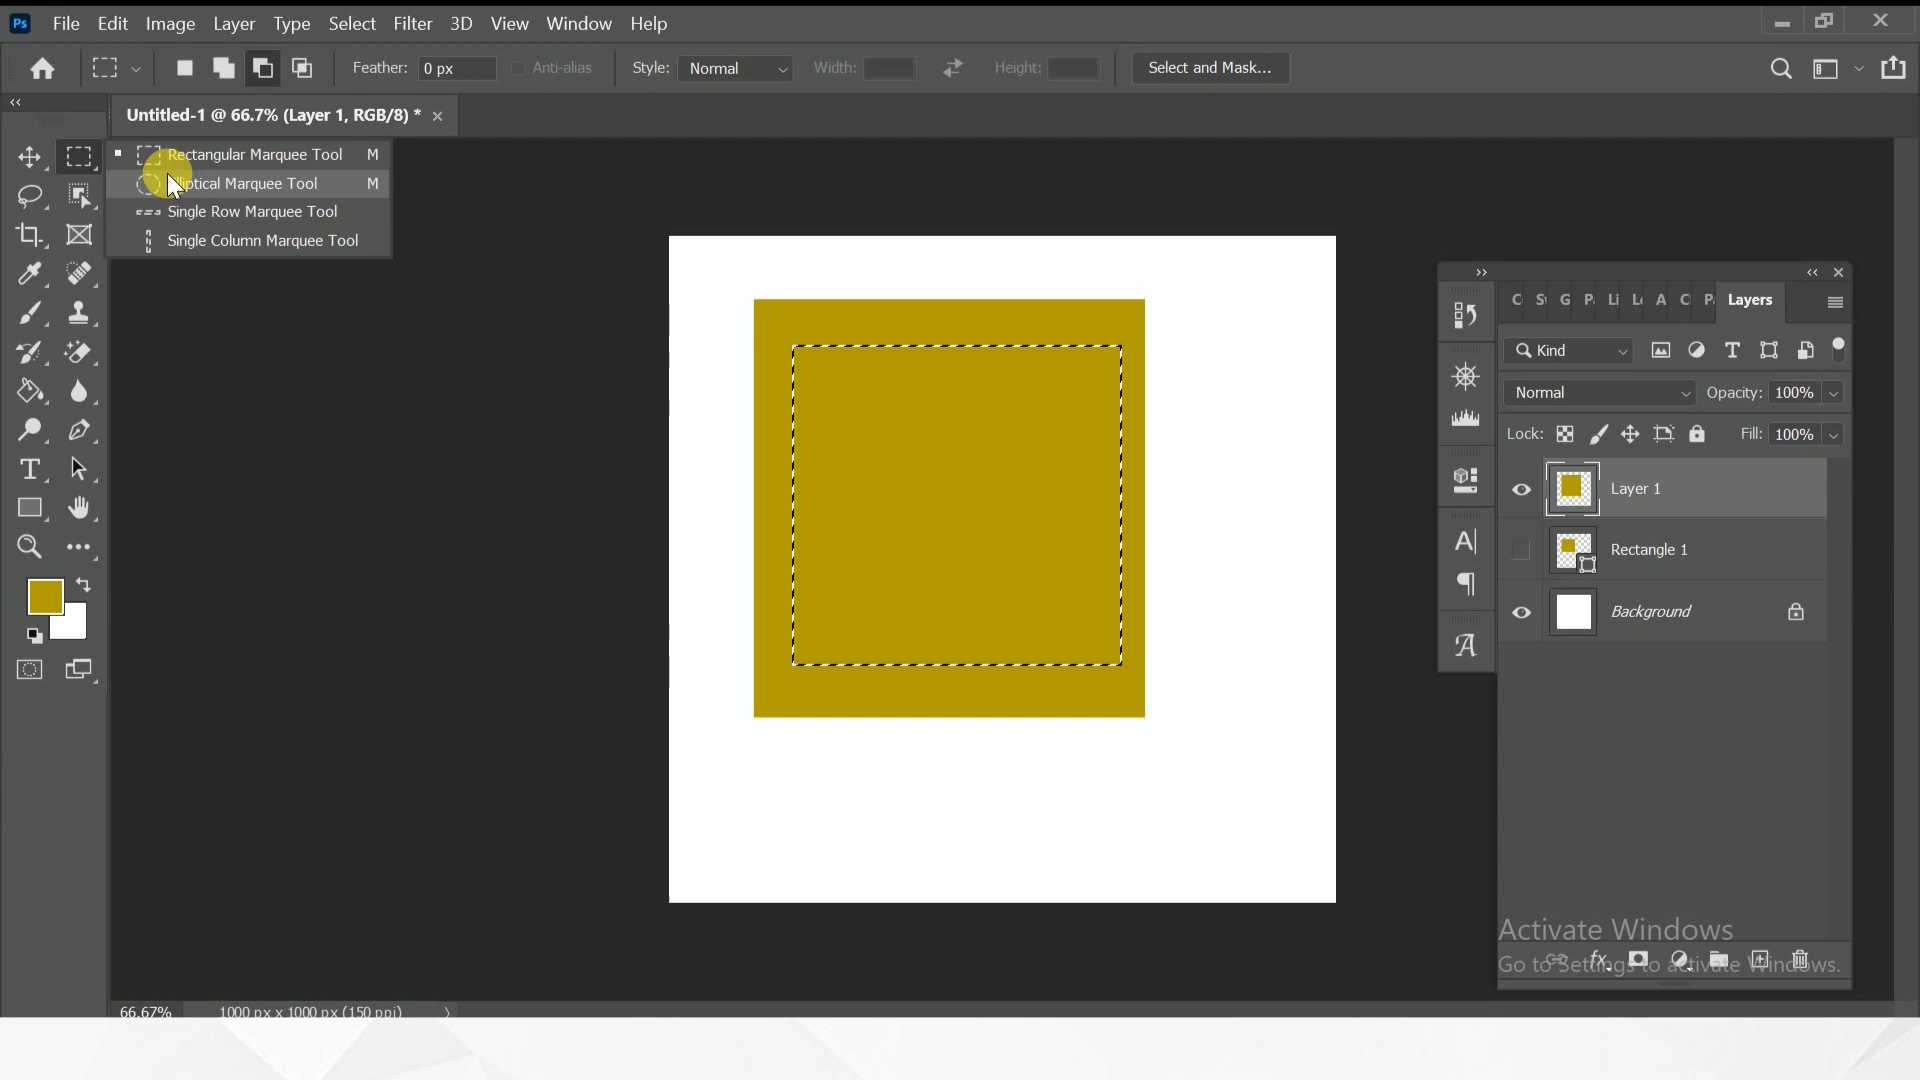 Ps File Edit Image Layer Type Select Filter 3D View Window Help
Feather: 0 px Anti-alias Style: Normal Width: Height: Select and Mask...
Untitled-1 @ 66.7% (Layer 1, RGB/8) *
Rectangular Marquee Tool M
Elliptical Marquee Tool M
Single Row Marquee Tool
Single Column Marquee Tool
Layers
Kind
Normal Opacity: 100%
Lock: Fill: 100%
Layer 1
Rectangle 1
Background
Activate Windows
Go to Settings to activate Windows.
66.67% 1000 px x 1000 px (150 ppi)